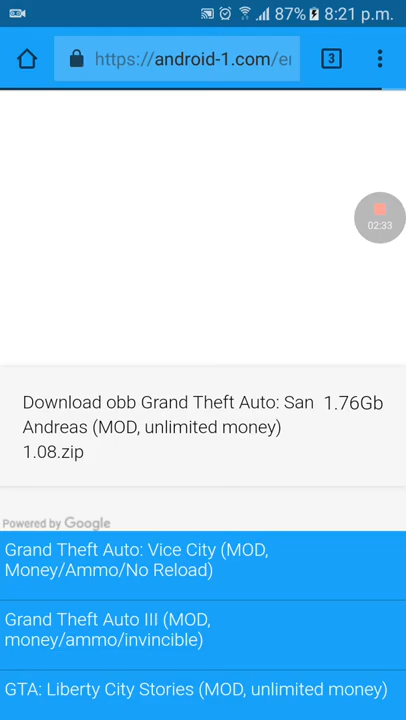 87% 8:21 p.m.
https://android-1.com/e
3
02:33
Download obb Grand Theft Auto: San 1.76Gb
Andreas (MOD, unlimited money)
1.08.zip
Powered by Google
Grand Theft Auto: Vice City (MOD,
Money/Ammo/No Reload)
Grand Theft Auto III (MOD,
money/ammo/invincible)
GTA: Liberty City Stories (MOD, unlimited money)